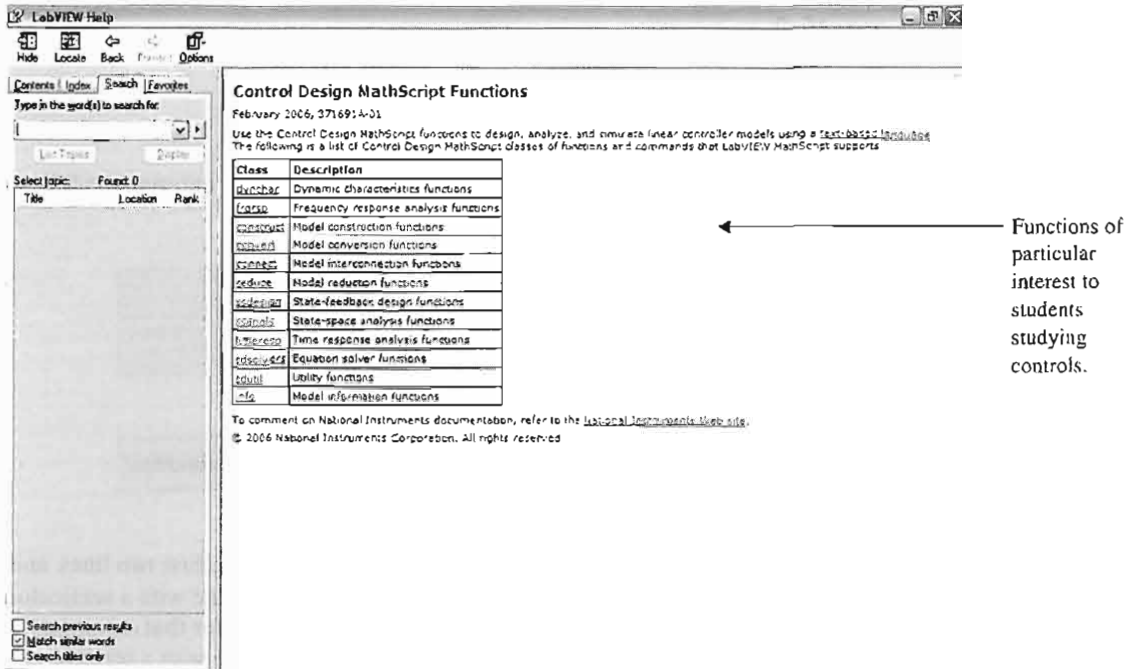 LabVIEW Help
Hide Locate Back Options
Contents Index Search Favorites
Type in the word(s) to search for:
List Topics Display
Select topic: Found: 0
Title Location Rank
Search previous results
Match similar words
Search titles only
Control Design MathScript Functions
February 2006, 371691A-01
Use the Control Design MathScript functions to design, analyze, and simulate linear controller models using a text-based language
The following is a list of Control Design MathScript classes of functions and commands that LabVIEW MathScript supports
Class Description
dynchar Dynamic characteristics functions
frqrsp Frequency response analysis functions
construct Model construction functions
convert Model conversion functions
connect Model interconnection functions
reduce Model reduction functions
ssdesign State-feedback design functions
ssanals State-space analysis functions
timeresp Time response analysis functions
cdsolvers Equation solver functions
cdutil Utility functions
info Model information functions
To comment on National Instruments documentation, refer to the National Instruments Web site.
© 2006 National Instruments Corporation. All rights reserved
Functions of
particular
interest to
students
studying
controls.